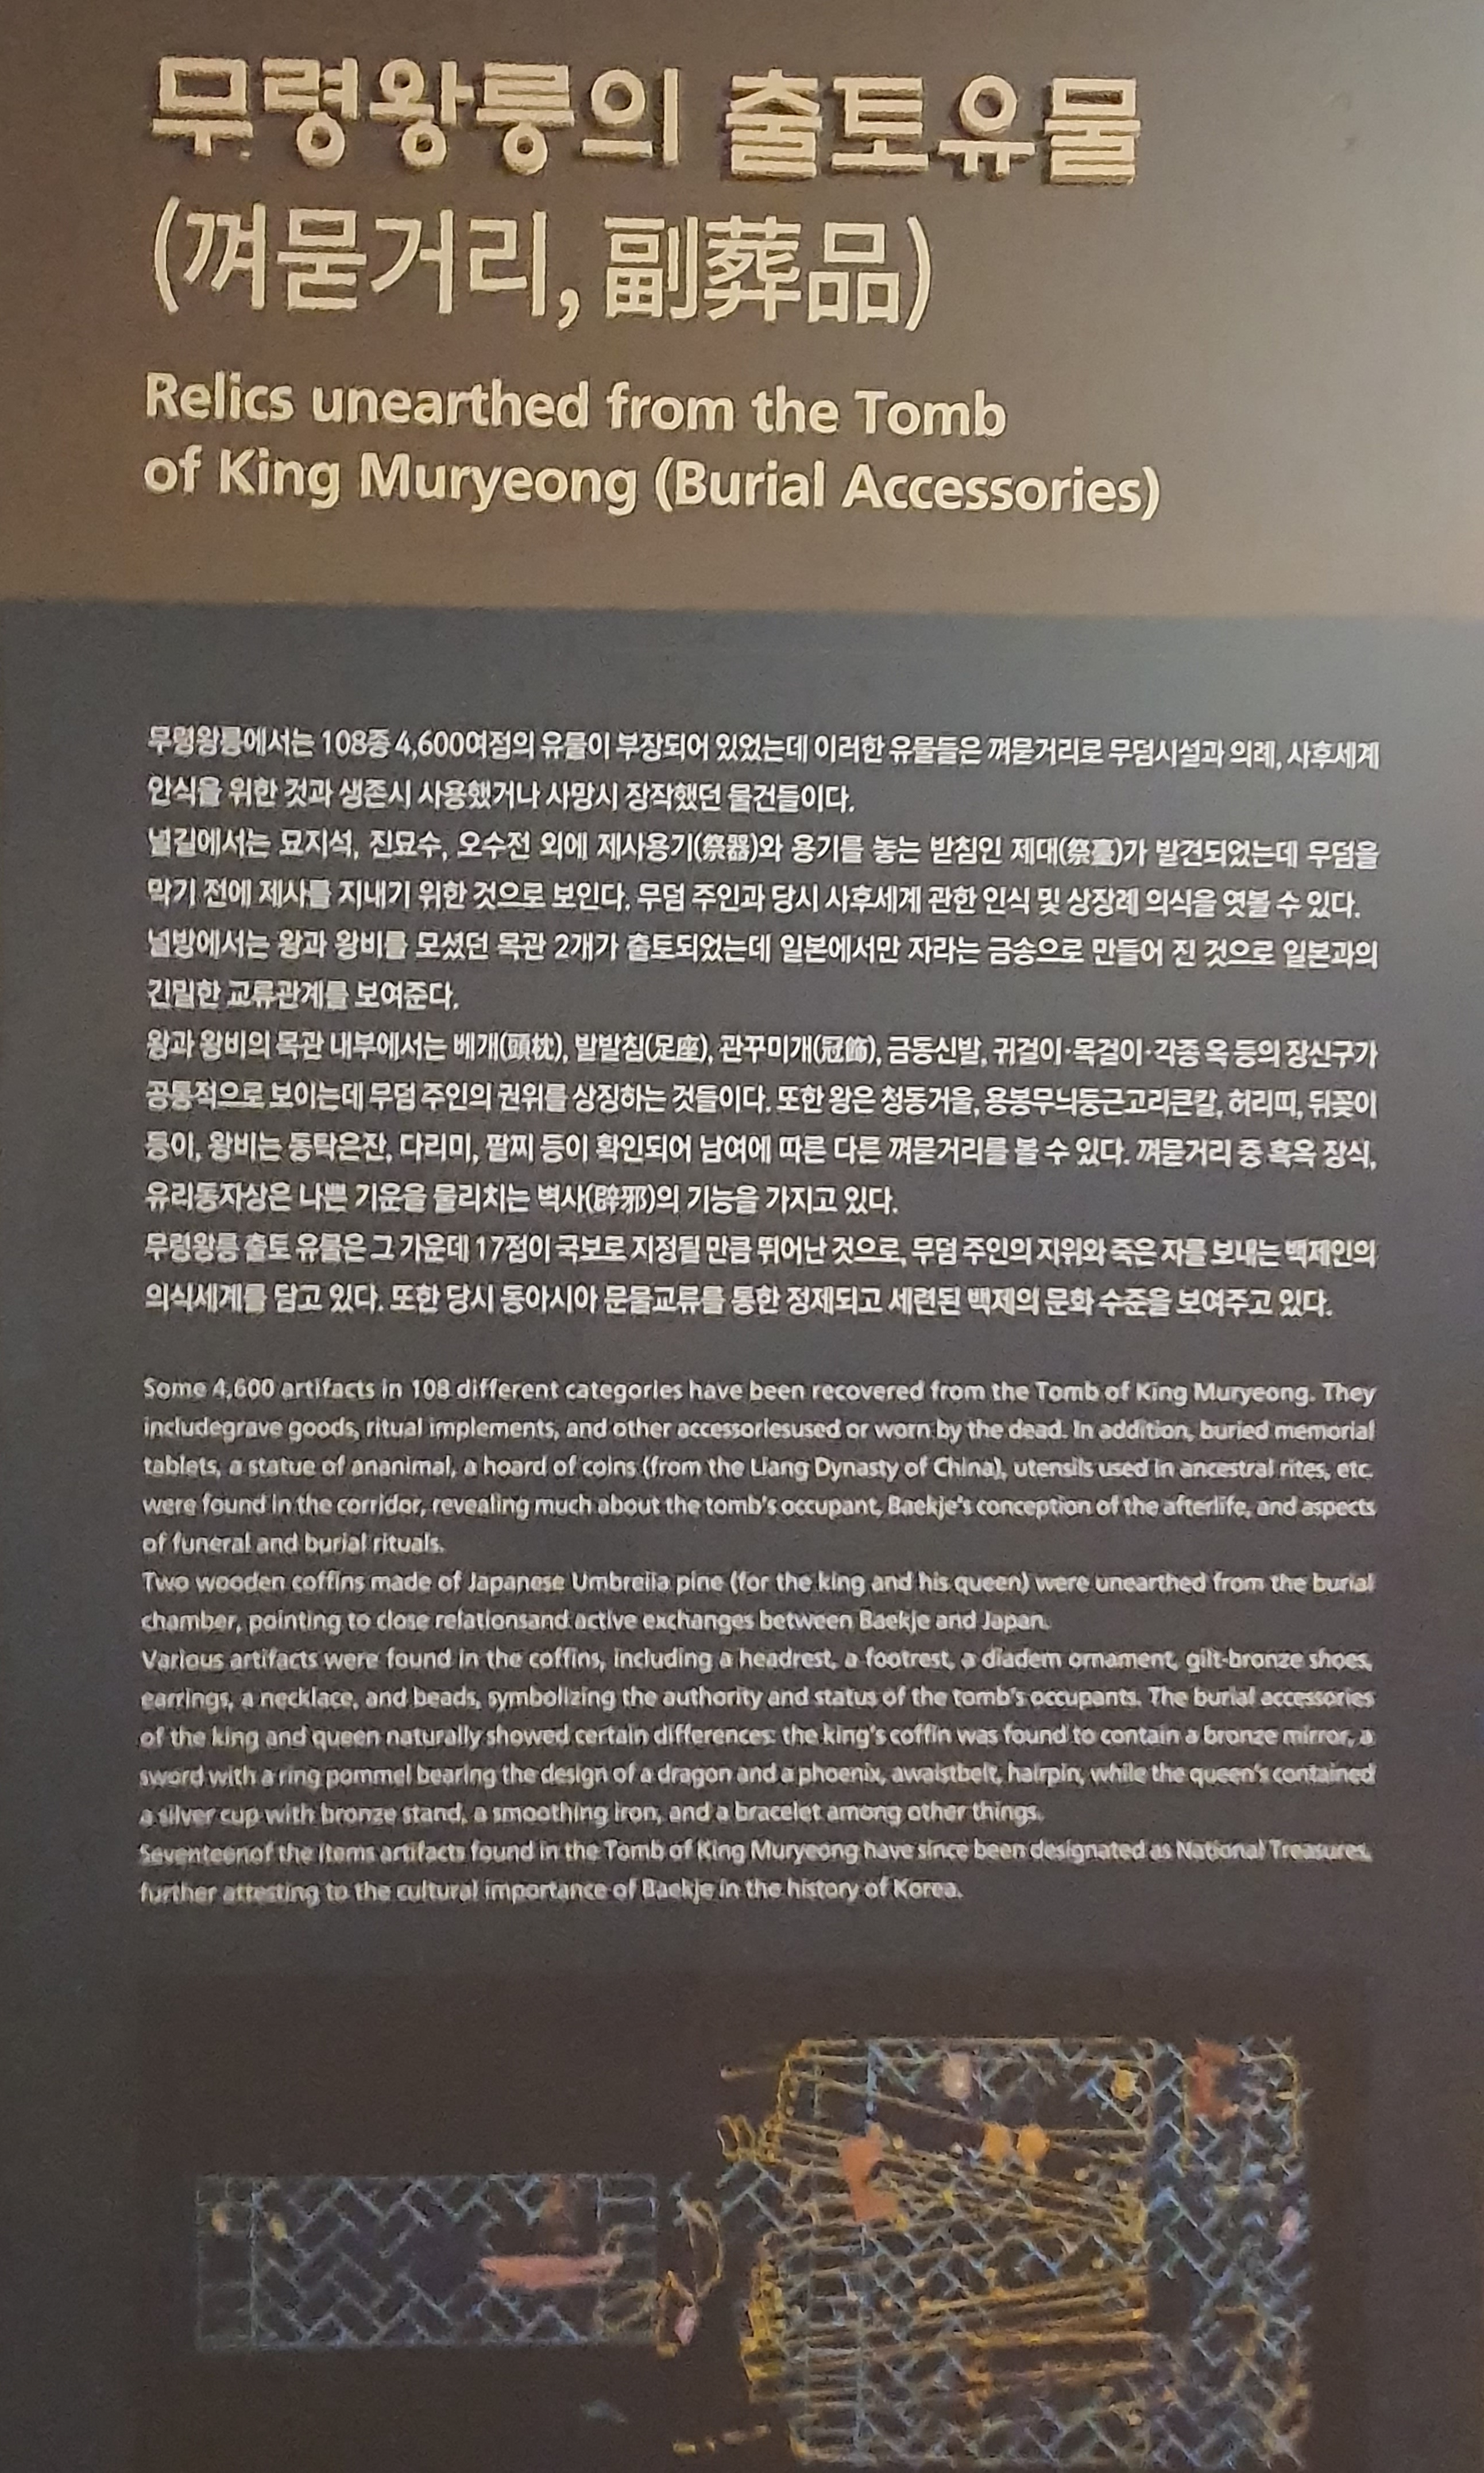 무령왕릉의 출토유물
(껴묻거리, 副葬品)
Relics unearthed from the Tomb
of King Muryeong (Burial Accessories)
무령왕릉에서는 108종 4,600여점의 유물이 부장되어 있었는데 이러한 유물들은 껴묻거리로 무덤시설과 의례, 사후세계
안식을 위한 것과 생존시 사용했거나 사망시 장작했던 물건들이다.
널길에서는 묘지석, 진묘수, 오수전 외에 제사용기(祭器)와 용기를 놓는 받침인 제대(祭臺)가 발견되었는데 무덤을
막기 전에 제사를 지내기 위한 것으로 보인다. 무덤 주인과 당시 사후세계 관한 인식 및 상장례 의식을 엿볼 수 있다.
널방에서는 왕과 왕비를 모셨던 목관 2개가 출토되었는데 일본에서만 자라는 금송으로 만들어 진 것으로 일본과의
긴밀한 교류관계를 보여준다.
왕과 왕비의 목관 내부에서는 베개(頭枕), 발받침(足座), 관꾸미개(冠飾), 금동신발, 귀걸이·목걸이·각종 옥 등의 장신구가
공통적으로 보이는데 무덤 주인의 권위를 상징하는 것들이다. 또한 왕은 청동거울, 용봉무늬둥근고리큰칼, 허리띠, 뒤꽂이
등이, 왕비는 동탁은잔, 다리미, 팔찌 등이 확인되어 남여에 따른 다른 껴묻거리를 볼 수 있다. 껴묻거리 중 흑옥 장식,
유리동자상은 나쁜 기운을 물리치는 벽사(辟邪)의 기능을 가지고 있다.
무령왕릉 출토 유물은 그 가운데 17점이 국보로 지정될 만큼 뛰어난 것으로, 무덤 주인의 지위와 죽은 자를 보내는 백제인의
의식세계를 담고 있다. 또한 당시 동아시아 문물교류를 통한 정제되고 세련된 백제의 문화 수준을 보여주고 있다.
Some 4,600 artifacts in 108 different categories have been recovered from the Tomb of King Muryeong. They
includegrave goods, ritual implements, and other accessoriesused or worn by the dead. In addition, buried memorial
tablets, a statue of ananimal, a hoard of coins (from the Liang Dynasty of China), utensils used in ancestral rites, etc.
were found in the corridor, revealing much about the tomb's occupant, Baekje's conception of the afterlife, and aspects
of funeral and burial rituals.
Two wooden coffins made of Japanese Umbrella pine (for the king and his queen) were unearthed from the burial
chamber, pointing to close relationsand active exchanges between Baekje and Japan.
Various artifacts were found in the coffins, including a headrest, a footrest, a diadem ornament, gilt-bronze shoes,
earrings, a necklace, and beads, symbolizing the authority and status of the tomb's occupants. The burial accessories
of the king and queen naturally showed certain differences: the king's coffin was found to contain a bronze mirror, a
sword with a ring pommel bearing the design of a dragon and a phoenix, awaistbelt, hairpin, while the queen's contained
a silver cup with bronze stand, a smoothing iron, and a bracelet among other things.
Seventeenof the items artifacts found in the Tomb of King Muryeong have since been designated as National Treasures,
further attesting to the cultural importance of Baekje in the history of Korea.